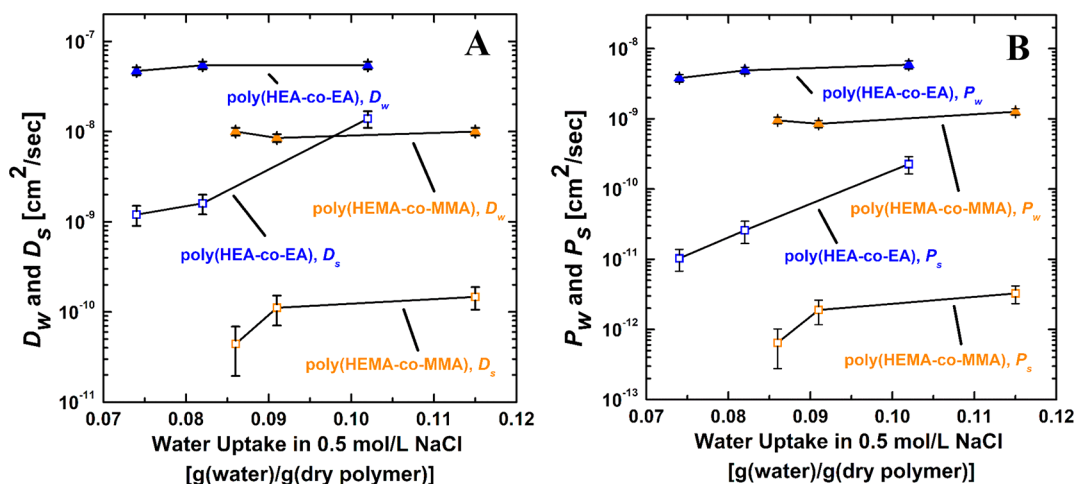 A
10⁻⁷
10⁻⁸
10⁻⁹
10⁻¹⁰
10⁻¹¹
D_w and D_s [cm²/sec]
poly(HEA-co-EA), D_w
poly(HEMA-co-MMA), D_w
poly(HEA-co-EA), D_s
poly(HEMA-co-MMA), D_s
0.07 0.08 0.09 0.10 0.11 0.12
Water Uptake in 0.5 mol/L NaCl
[g(water)/g(dry polymer)]
B
10⁻⁸
10⁻⁹
10⁻¹⁰
10⁻¹¹
10⁻¹²
10⁻¹³
P_w and P_s [cm²/sec]
poly(HEA-co-EA), P_w
poly(HEMA-co-MMA), P_w
poly(HEA-co-EA), P_s
poly(HEMA-co-MMA), P_s
0.07 0.08 0.09 0.10 0.11 0.12
Water Uptake in 0.5 mol/L NaCl
[g(water)/g(dry polymer)]